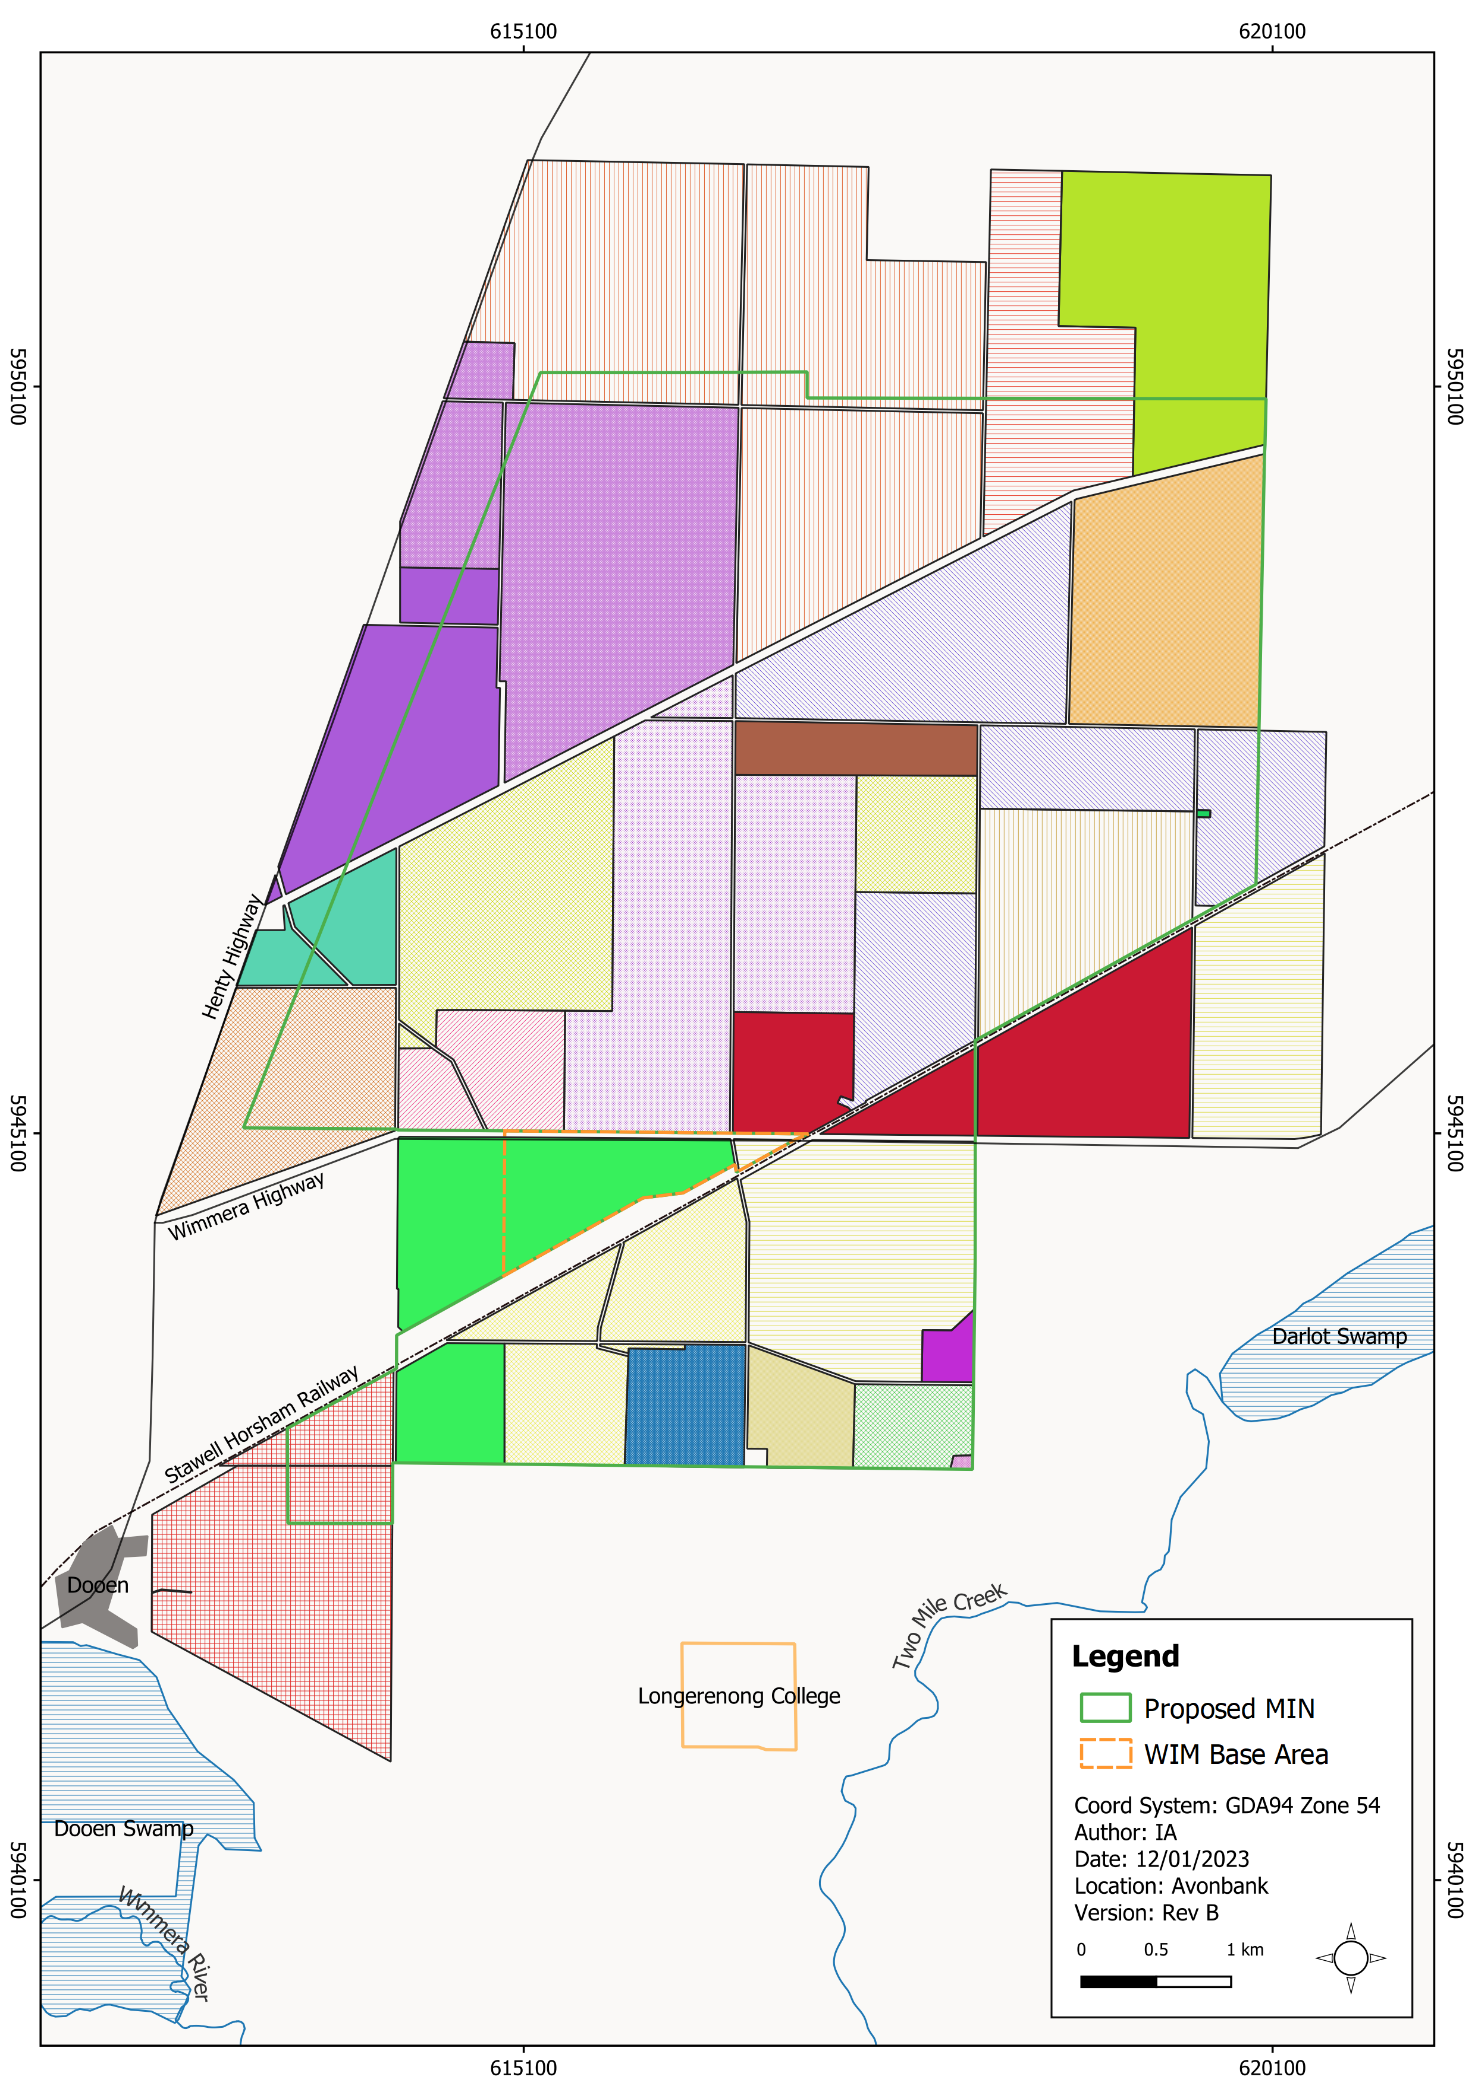 615100
620100
5950100
5950100
Henty Highway
5945100
5945100
Wimmera Highway
Darlot Swamp
Stawell Horsham Railway
Dooen
Two Mile Creek
Longerenong College
Legend
Proposed MIN
WIM Base Area
Coord System: GDA94 Zone 54
Author: IA
Date: 12/01/2023
Location: Avonbank
Version: Rev B
0 0.5 1 km
Dooen Swamp
5940100
5940100
Wimmera River
615100
620100